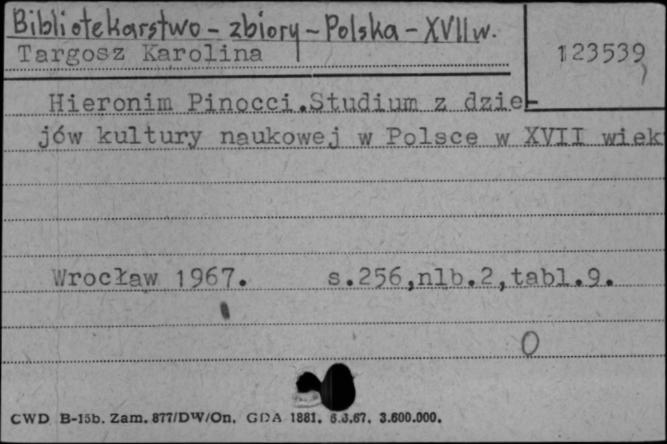 Bibliotekarstwo - zbiory - Polska - XVII w.
Targosz Karolina
123539
Hieronim Pinocci.Studium z dzie-
jów kultury naukowej w Polsce w XVII wiek
Wrocław 1967. s.256,nlb.2,tabl.9.
O
CWD B-15b. Zam. 877/DW/On. GDA 1881. 6.3.67. 3.600.000.